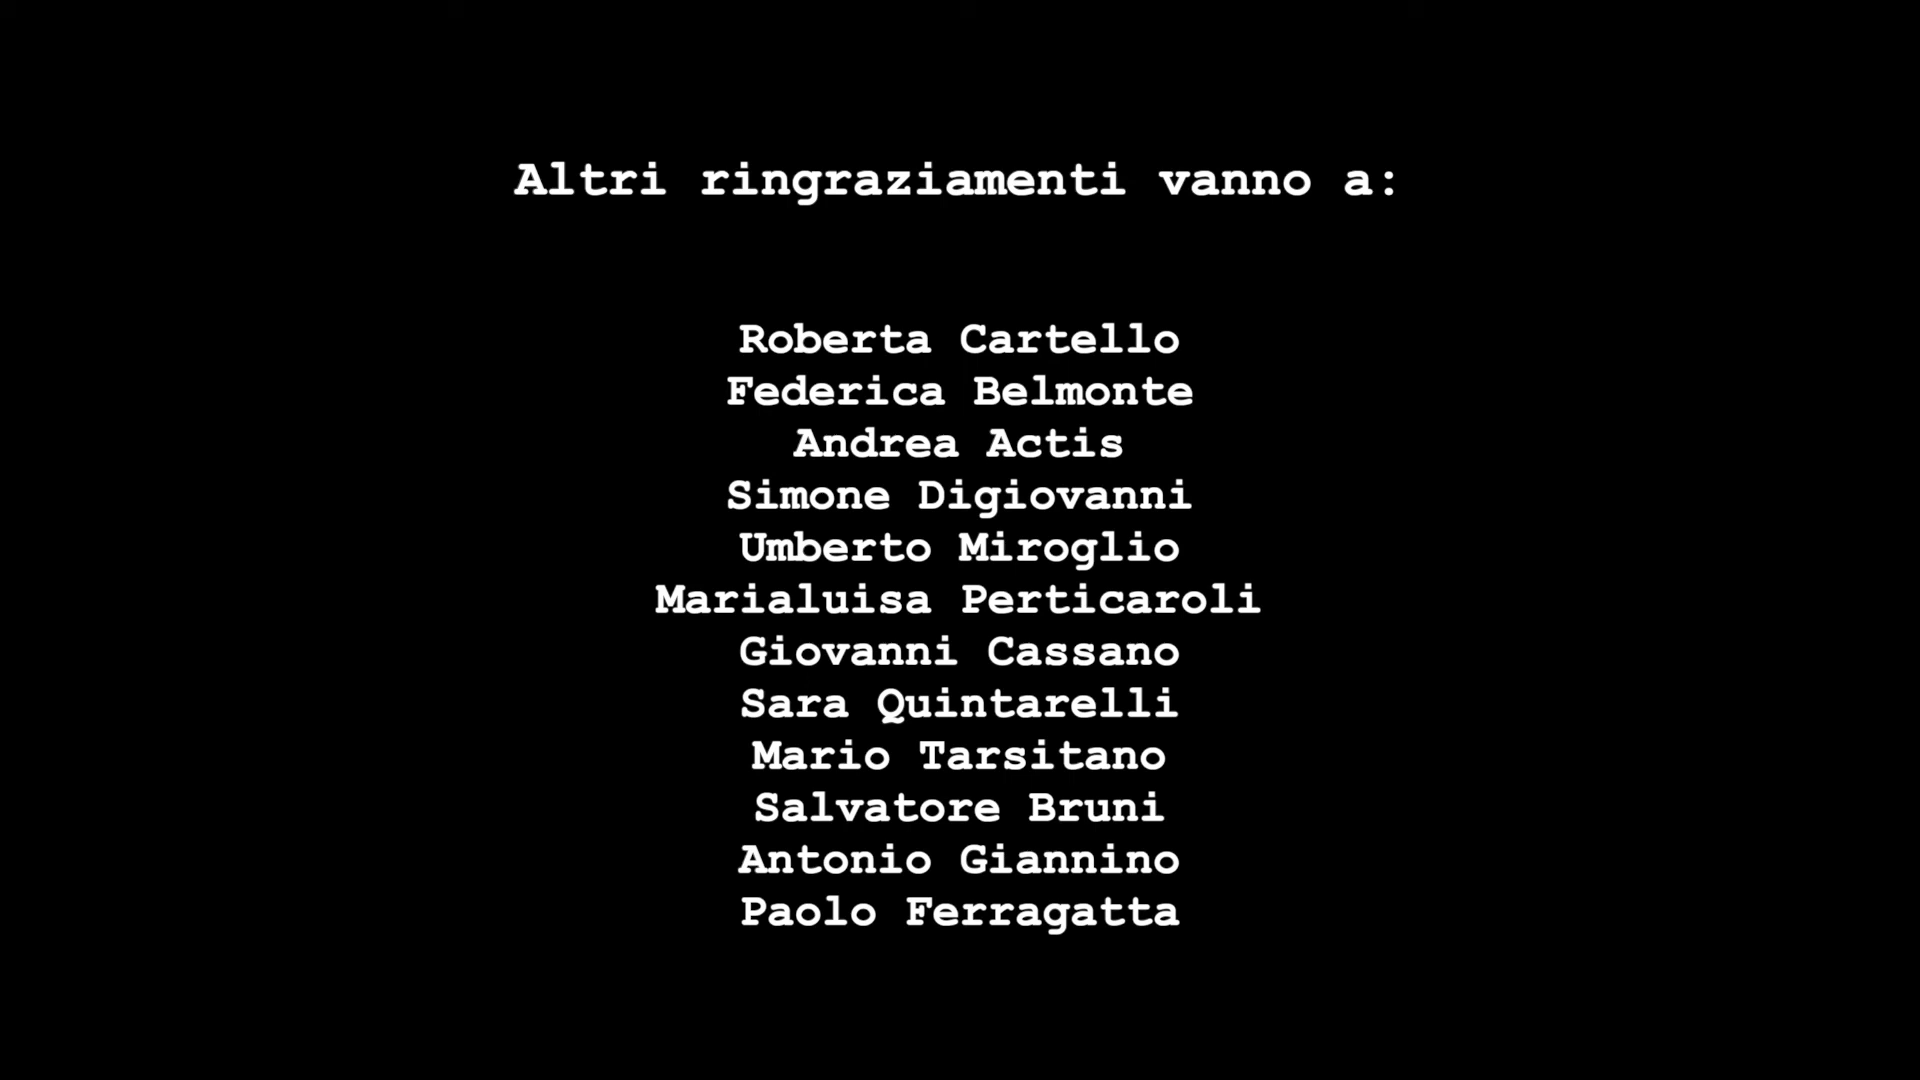 Altri ringraziamenti vanno a:
Roberta Cartello
Federica Belmonte
Andrea Actis
Simone Digiovanni
Umberto Miroglio
Marialuisa Perticaroli
Giovanni Cassano
Sara Quintarelli
Mario Tarsitano
Salvatore Bruni
Antonio Giannino
Paolo Ferragatta